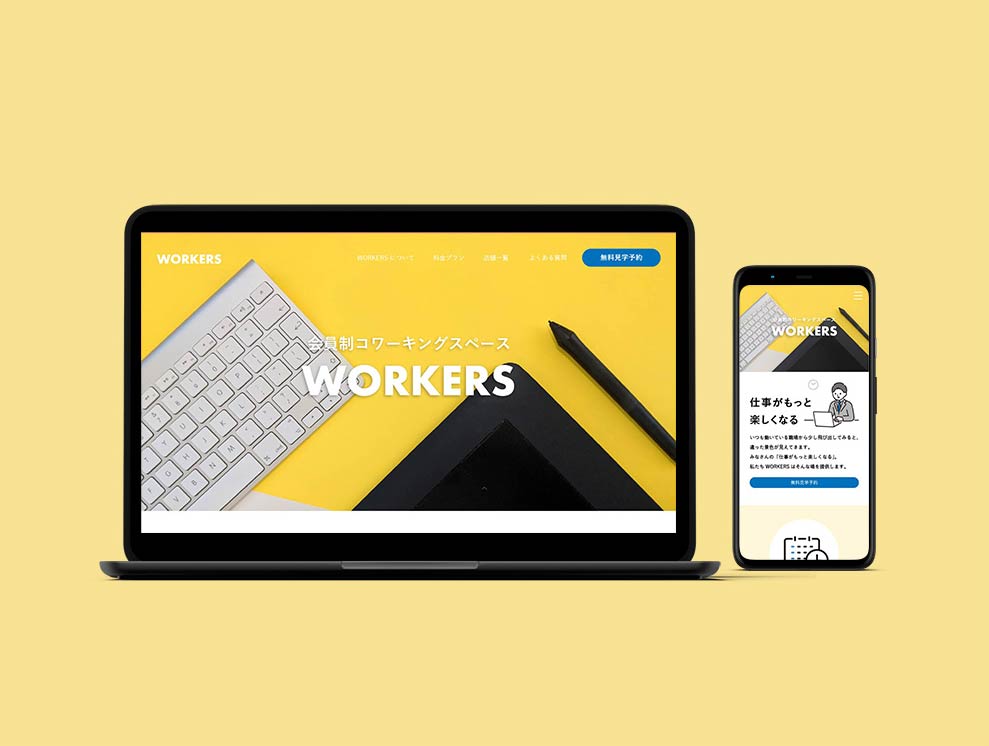 WORKERS
WORKERSについて
料金プラン
店舗一覧
よくある質問
無料見学予約
会員制コワーキングスペース
WORKERS
会員制コワーキングスペース
WORKERS
仕事がもっと
楽しくなる
いつも働いている職場から少し飛び出してみると、
違った景色が見えてきます。
みなさんの「仕事がもっと楽しくなる」。
私たちWORKERSはそんな場を提供します。
無料見学予約